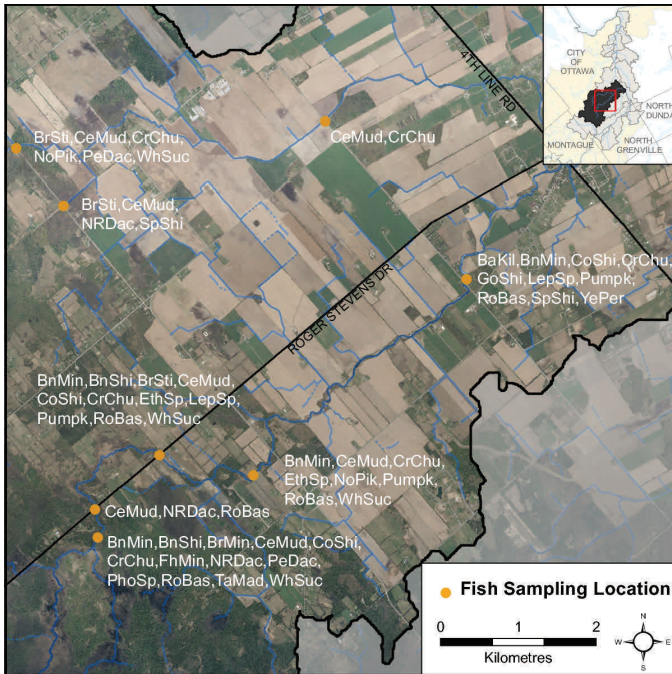 CITY OF
OTTAWA
NORTH
DUNDA
MONTAGUE
NORTH
GRENVILLE
4TH LINE RD
CeMud,CrChu
BrSti,CeMud,CrChu,
NoPik,PeDac,WhSuc
BrSti,CeMud,
NRDac,SpShi
BaKil,BnMin,CoShi,CrChu,
GoShi,LepSp,Pumpk,
RoBas,SpShi,YePer
ROGER STEVENS DR
BnMin,BnShi,BrSti,CeMud,
CoShi,CrChu,EthSp,LepSp,
Pumpk,RoBas,WhSuc
BnMin,CeMud,CrChu,
EthSp,NoPik,Pumpk,
RoBas,WhSuc
CeMud,NRDac,RoBas
BnMin,BnShi,BrMin,CeMud,CoShi,
CrChu,FhMin,NRDac,PeDac,
PhoSp,RoBas,TaMad,WhSuc
Fish Sampling Location
0 1 2
Kilometres
N
W E
S